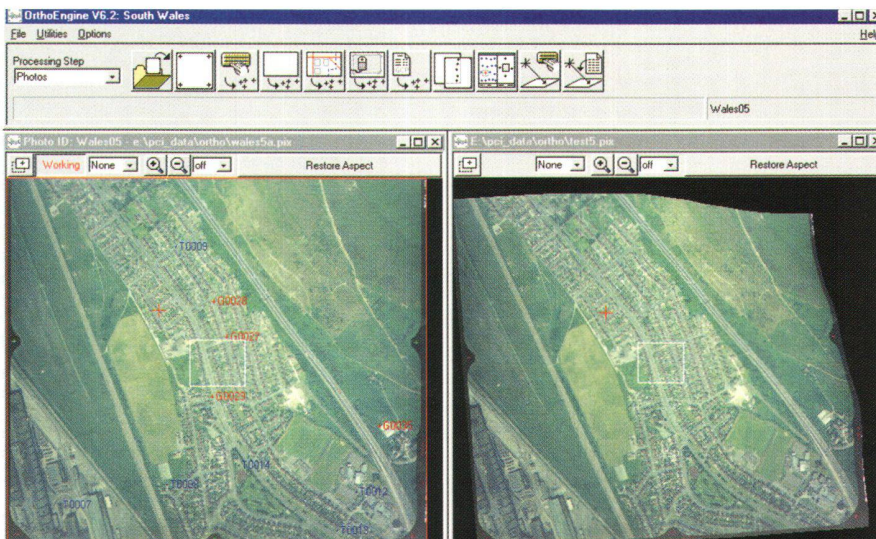 OrthoEngine V6.2: South Wales
File Utilities Options Help
Processing Step
Photos
Wales05
Photo ID: Wales05 - e:\pci_data\ortho\wales5a.pix
E:\pci_data\ortho\test5.pix
Working None off Restore Aspect
None off Restore Aspect
T0009
G0028
G0027
G0029
T0014
T0012
T0007
T0013